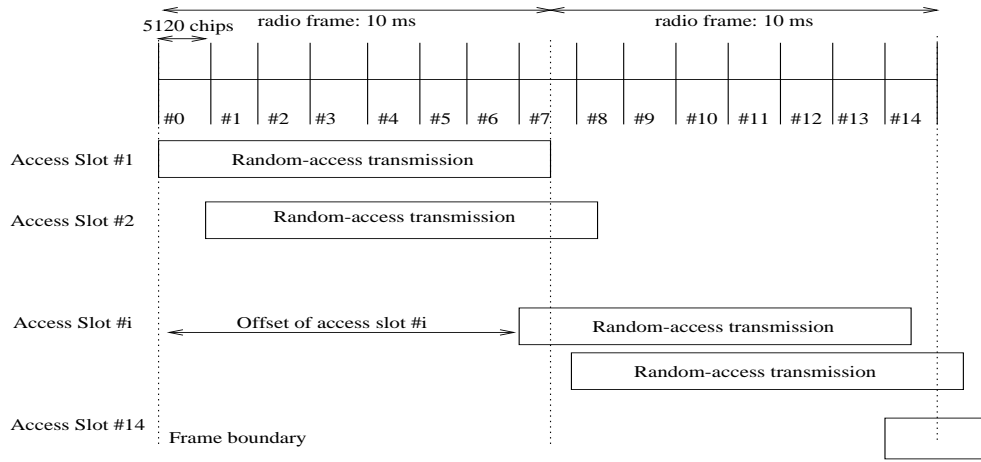 radio frame: 10 ms
radio frame: 10 ms
5120 chips
#0 #1 #2 #3 #4 #5 #6 #7 #8 #9 #10 #11 #12 #13 #14
Access Slot #1
Random-access transmission
Access Slot #2
Random-access transmission
Access Slot #i
Offset of access slot #i
Random-access transmission
Random-access transmission
Access Slot #14
Frame boundary